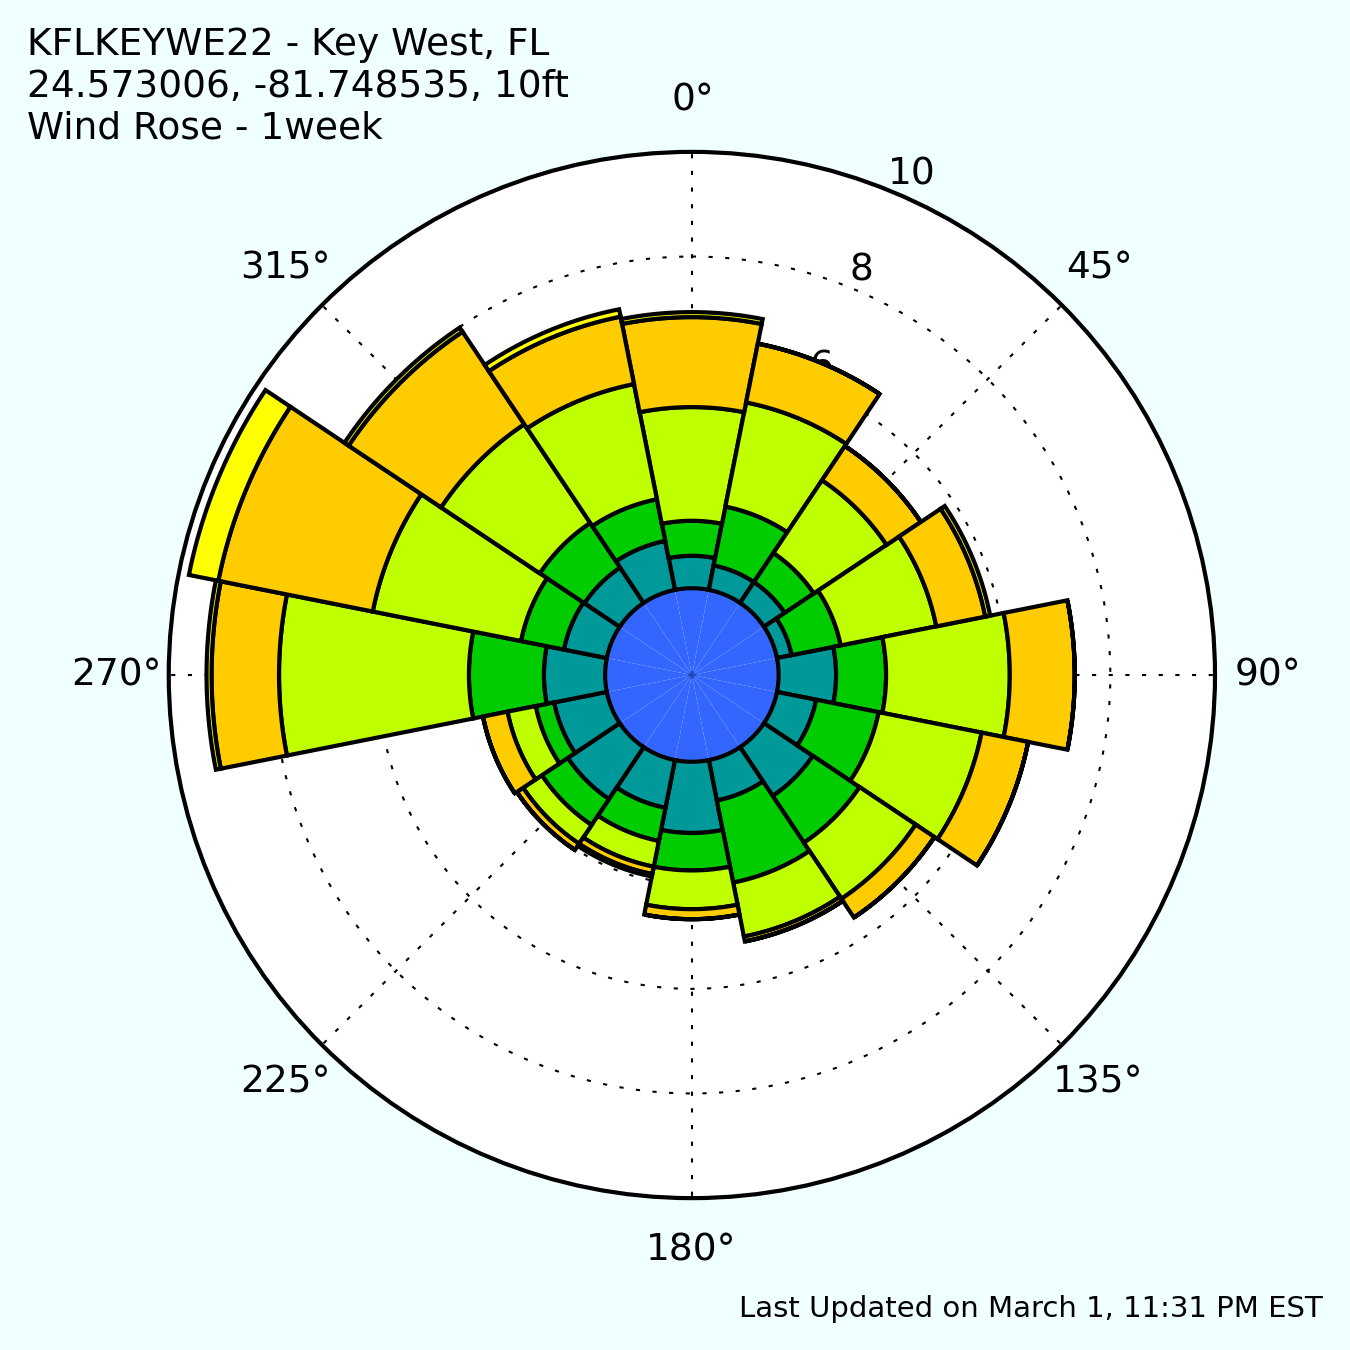 KFLKEYWE22 - Key West, FL
24.573006, -81.748535, 10ft
Wind Rose - 1week
0°
10
315°
8
45°
6
270°
90°
225°
135°
180°
Last Updated on March 1, 11:31 PM EST